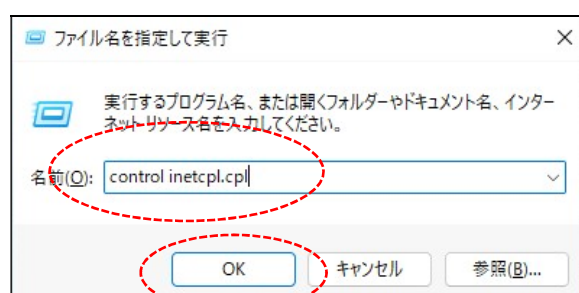 ファイル名を指定して実行
実行するプログラム名、または開くフォルダーやドキュメント名、インター
ネット リソース名を入力してください。
名前(O): control inetcpl.cpl
OK キャンセル 参照(B)...